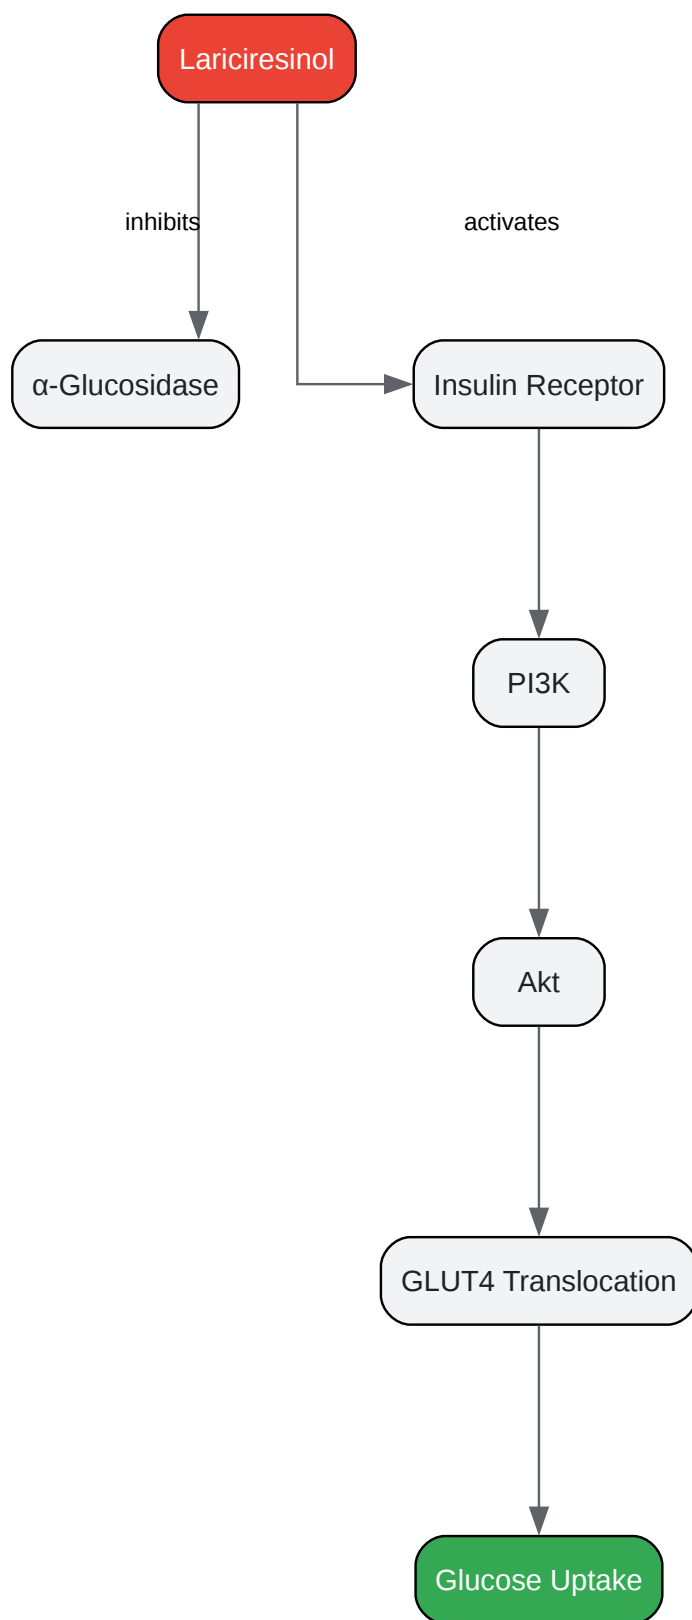 Lariciresinol
inhibits
activates
α-Glucosidase
Insulin Receptor
PI3K
Akt
GLUT4 Translocation
Glucose Uptake